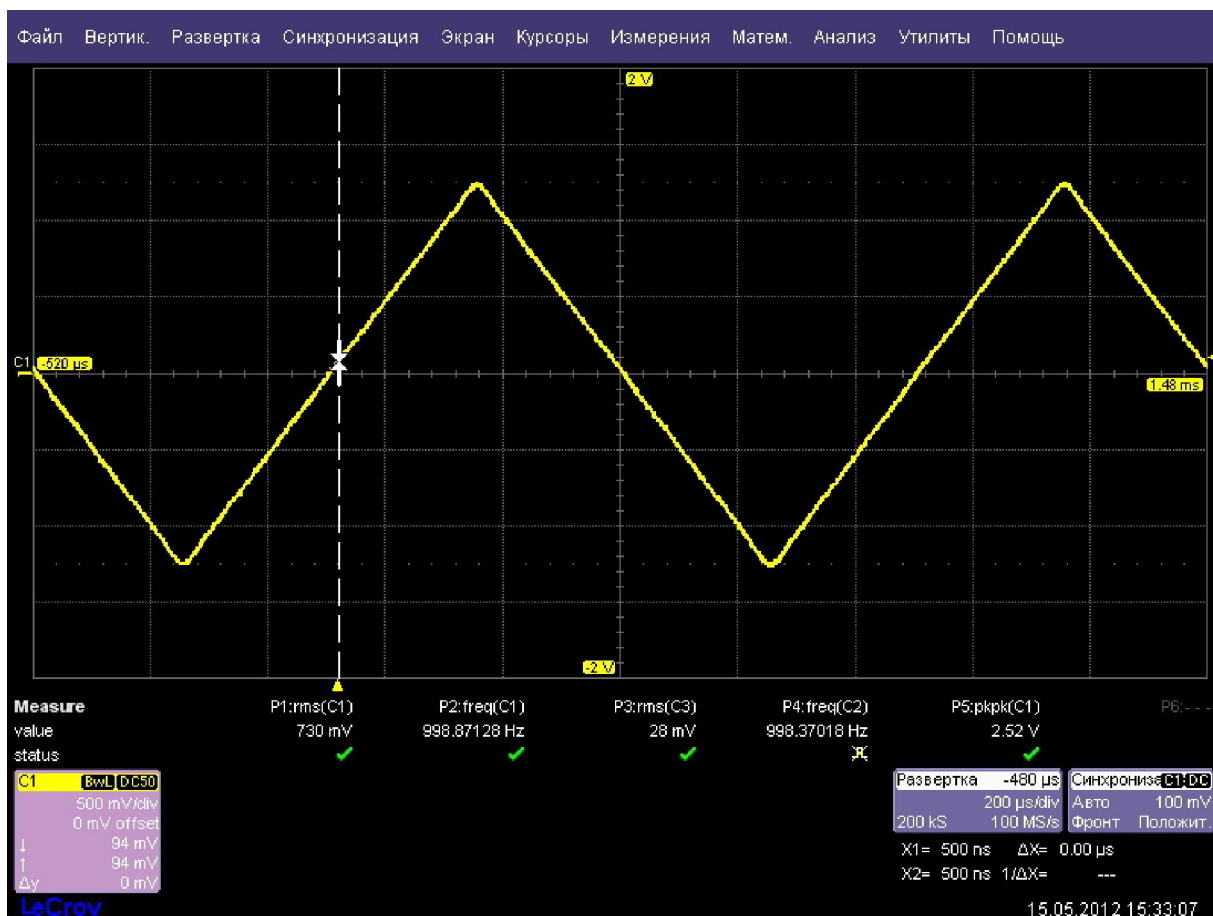 Файл Вертик. Развертка Синхронизация Экран Курсоры Измерения Матем. Анализ Утилиты Помощь
2 V
C1 -520 µs
1.48 ms
-2 V
Measure P1:rms(C1) P2:freq(C1) P3:rms(C3) P4:freq(C2) P5:pkpk(C1) P6:- - -
value 730 mV 998.87128 Hz 28 mV 998.37018 Hz 2.52 V
status
C1 BwL DC50
500 mV/div
0 mV offset
↓ 94 mV
↑ 94 mV
Δy 0 mV
Развертка -480 µs
200 µs/div
200 kS 100 MS/s
Синхрониза C1 DC
Авто 100 mV
Фронт Положит.
X1= 500 ns ΔX= 0.00 µs
X2= 500 ns 1/ΔX= ---
LeCroy
15.05.2012 15:33:07